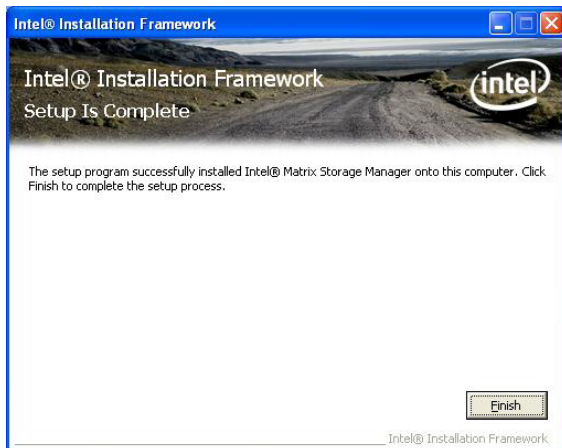 Intel® Installation Framework
Intel® Installation Framework
Setup Is Complete
intel
The setup program successfully installed Intel® Matrix Storage Manager onto this computer. Click
Finish to complete the setup process.
Finish
Intel® Installation Framework